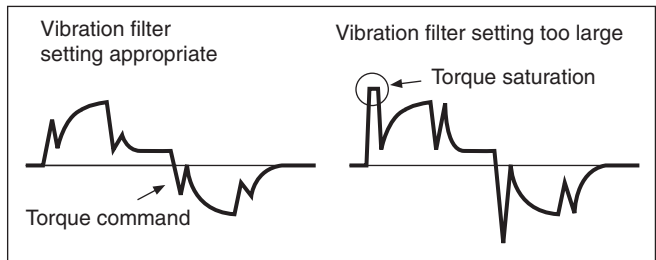 Vibration filter
setting appropriate
Torque command
Vibration filter setting too large
Torque saturation